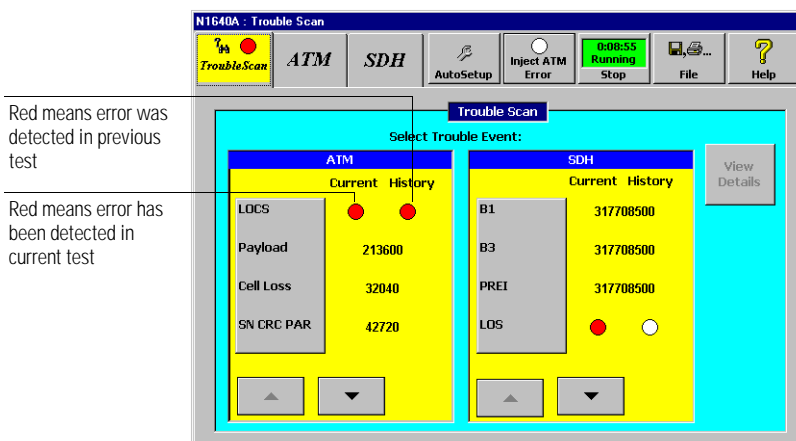 N1640A : Trouble Scan
?
TroubleScan
ATM
SDH
AutoSetup
Inject ATM
Error
0:08:55
Running
Stop
...
File
?
Help
Red means error was
detected in previous
test
Red means error has
been detected in
current test
Trouble Scan
Select Trouble Event:
ATM
Current History
LOCS
Payload 213600
Cell Loss 32040
SN CRC PAR 42720
SDH
Current History
B1 317708500
B3 317708500
PREI 317708500
LOS
View
Details